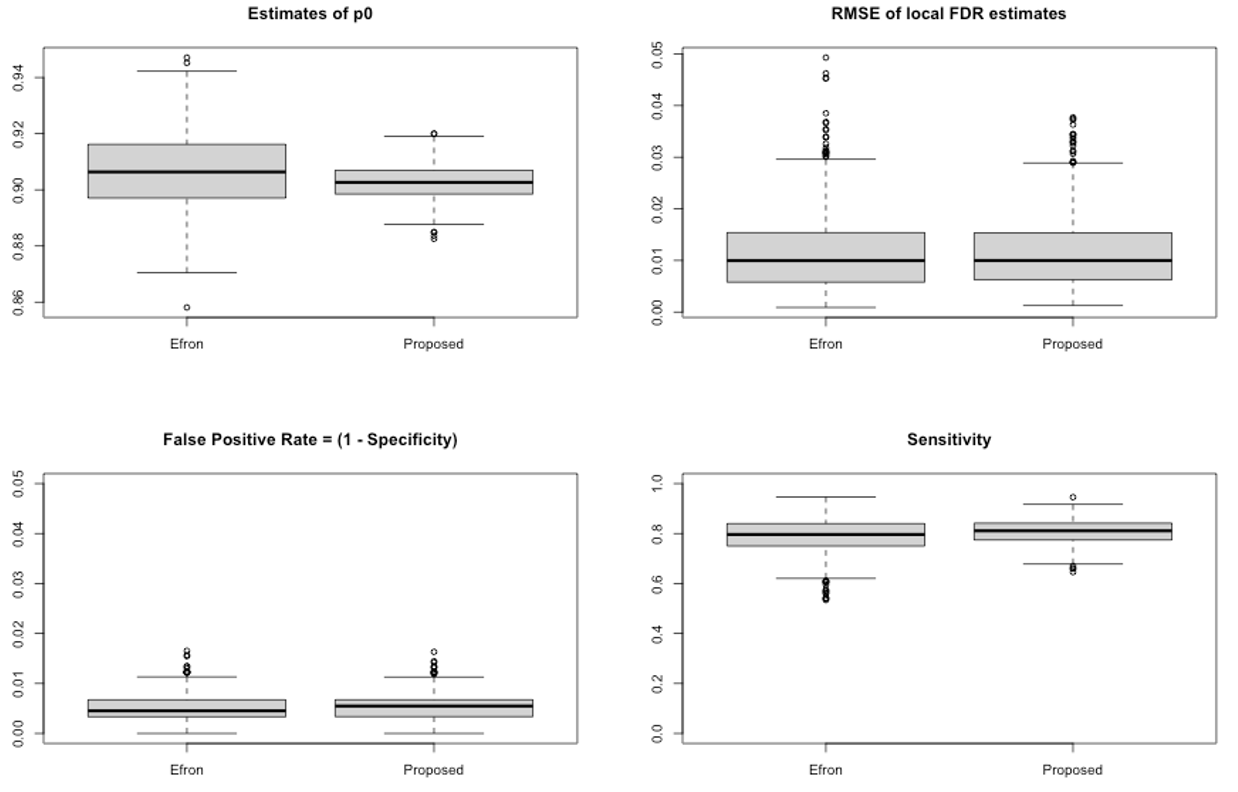 Estimates of p0
0.94
0.92
0.90
0.88
0.86
Efron Proposed
RMSE of local FDR estimates
0.05
0.04
0.03
0.02
0.01
0.00
Efron Proposed
False Positive Rate = (1 - Specificity)
0.05
0.04
0.03
0.02
0.01
0.00
Efron Proposed
Sensitivity
1.0
0.8
0.6
0.4
0.2
0.0
Efron Proposed